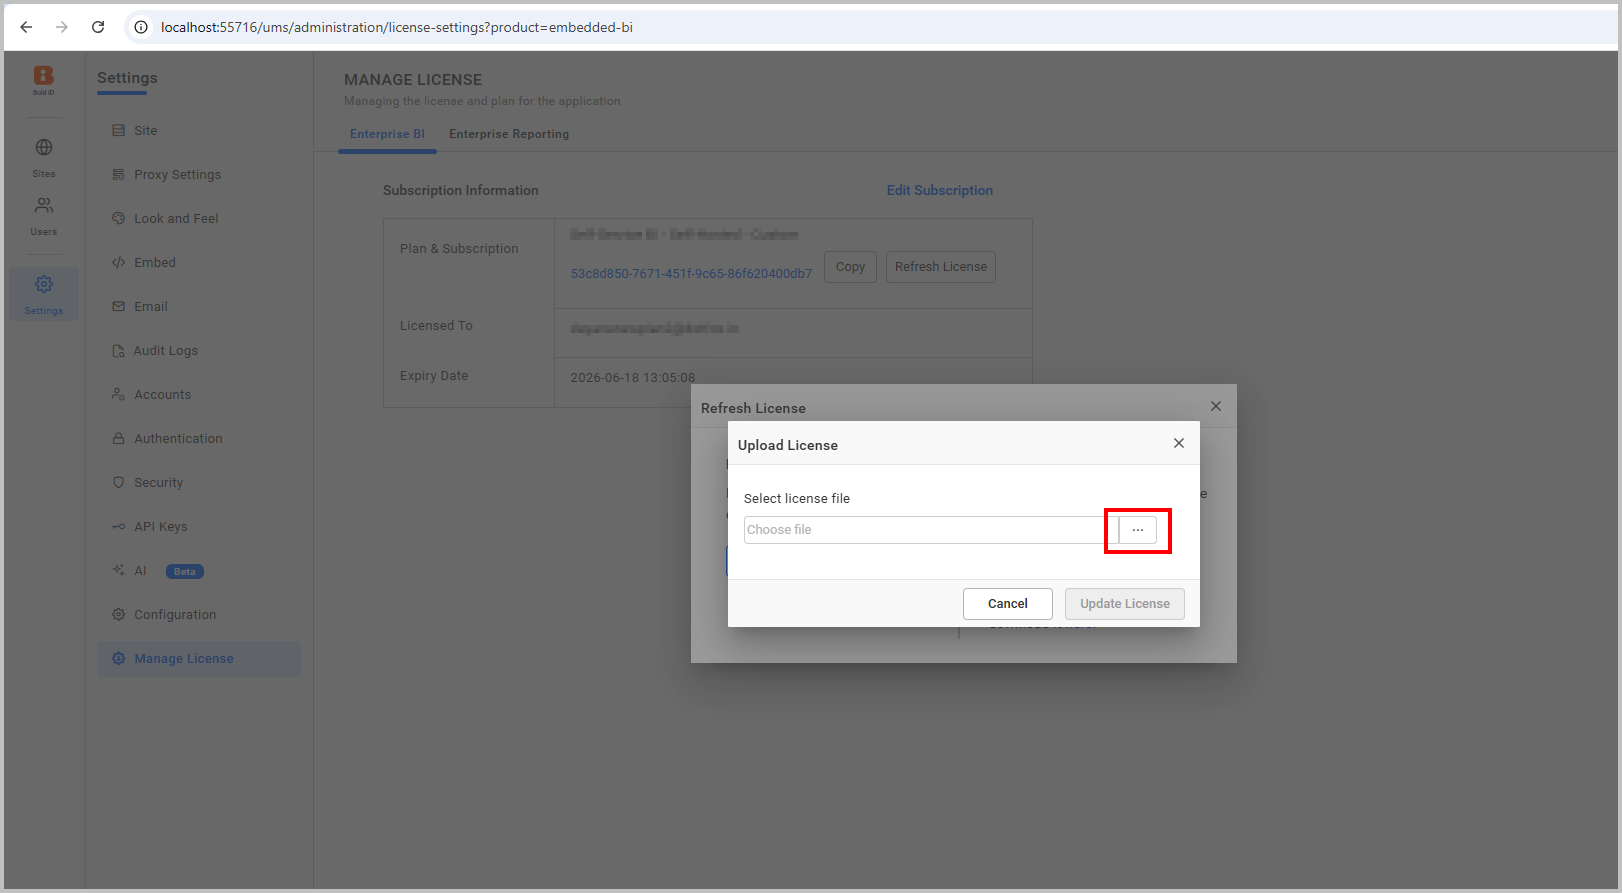 localhost:55716/ums/administration/license-settings?product=embedded-bi
Bold ID
Sites
Users
Settings
Settings
Site
Proxy Settings
Look and Feel
Embed
Email
Audit Logs
Accounts
Authentication
Security
API Keys
AI Beta
Configuration
Manage License
MANAGE LICENSE
Managing the license and plan for the application
Enterprise BI Enterprise Reporting
Subscription Information Edit Subscription
Plan & Subscription
53c8d850-7671-451f-9c65-86f620400db7 Copy Refresh License
Licensed To
Expiry Date 2026-06-18 13:05:08
Refresh License
Upload License
Select license file
Choose file ...
Cancel Update License